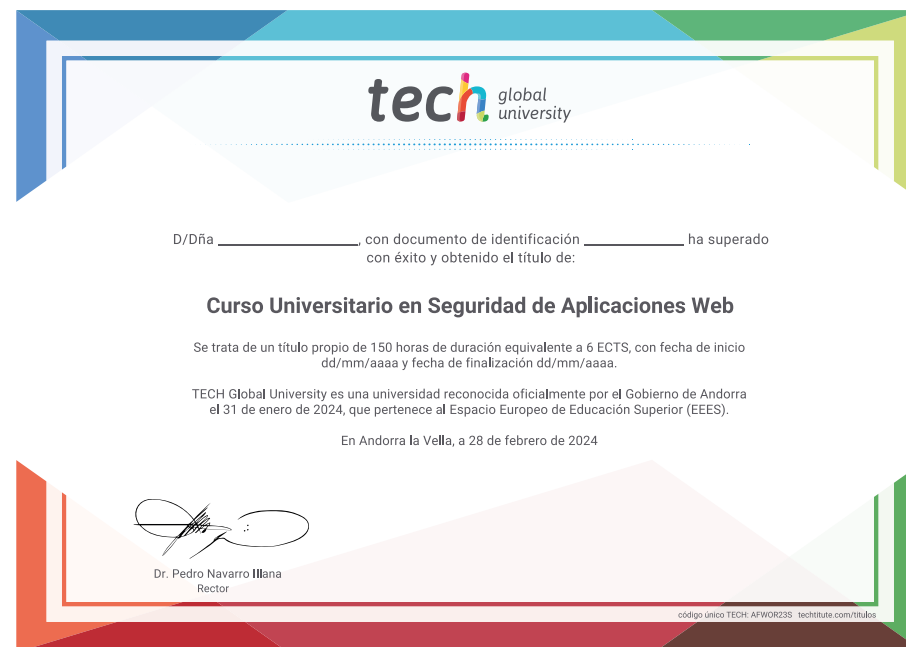 tech global university
D/Dña ____________________, con documento de identificación ______________ ha superado
con éxito y obtenido el título de:
Curso Universitario en Seguridad de Aplicaciones Web
Se trata de un título propio de 150 horas de duración equivalente a 6 ECTS, con fecha de inicio
dd/mm/aaaa y fecha de finalización dd/mm/aaaa.
TECH Global University es una universidad reconocida oficialmente por el Gobierno de Andorra
el 31 de enero de 2024, que pertenece al Espacio Europeo de Educación Superior (EEES).
En Andorra la Vella, a 28 de febrero de 2024
Dr. Pedro Navarro Illana
Rector
código único TECH: AFWOR23S techtitute.com/titulos